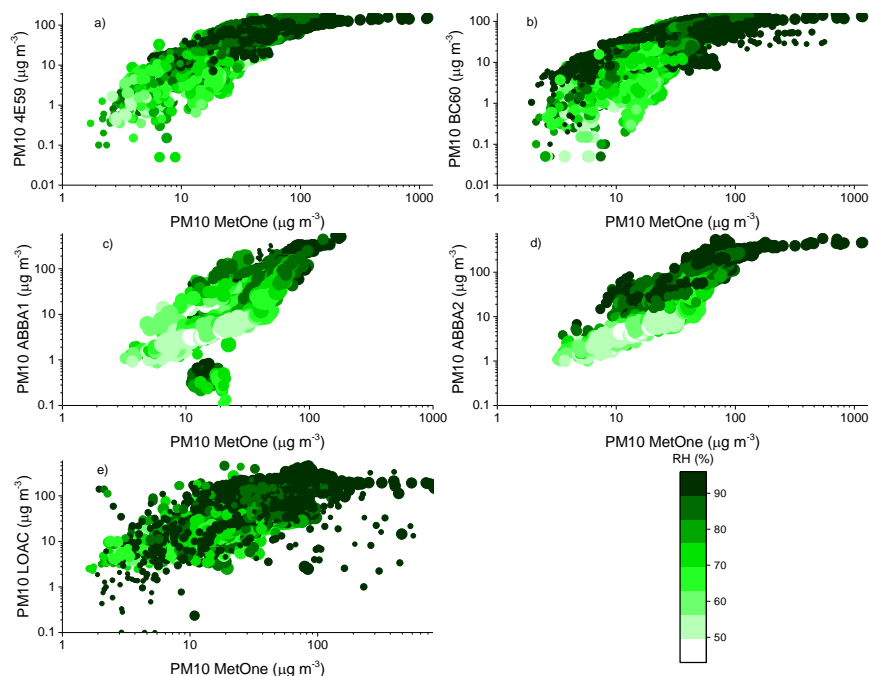 a)
100
10
1
0.1
0.01
PM10 4E59 (μg m⁻³)
1
10
100
1000
PM10 MetOne (μg m⁻³)
b)
100
10
1
0.1
0.01
PM10 BC60 (μg m⁻³)
1
10
100
1000
PM10 MetOne (μg m⁻³)
c)
100
10
1
0.1
PM10 ABBA1 (μg m⁻³)
1
10
100
1000
PM10 MetOne (μg m⁻³)
d)
100
10
1
0.1
PM10 ABBA2 (μg m⁻³)
1
10
100
1000
PM10 MetOne (μg m⁻³)
e)
100
10
1
0.1
PM10 LOAC (μg m⁻³)
1
10
100
PM10 MetOne (μg m⁻³)
RH (%)
90
80
70
60
50